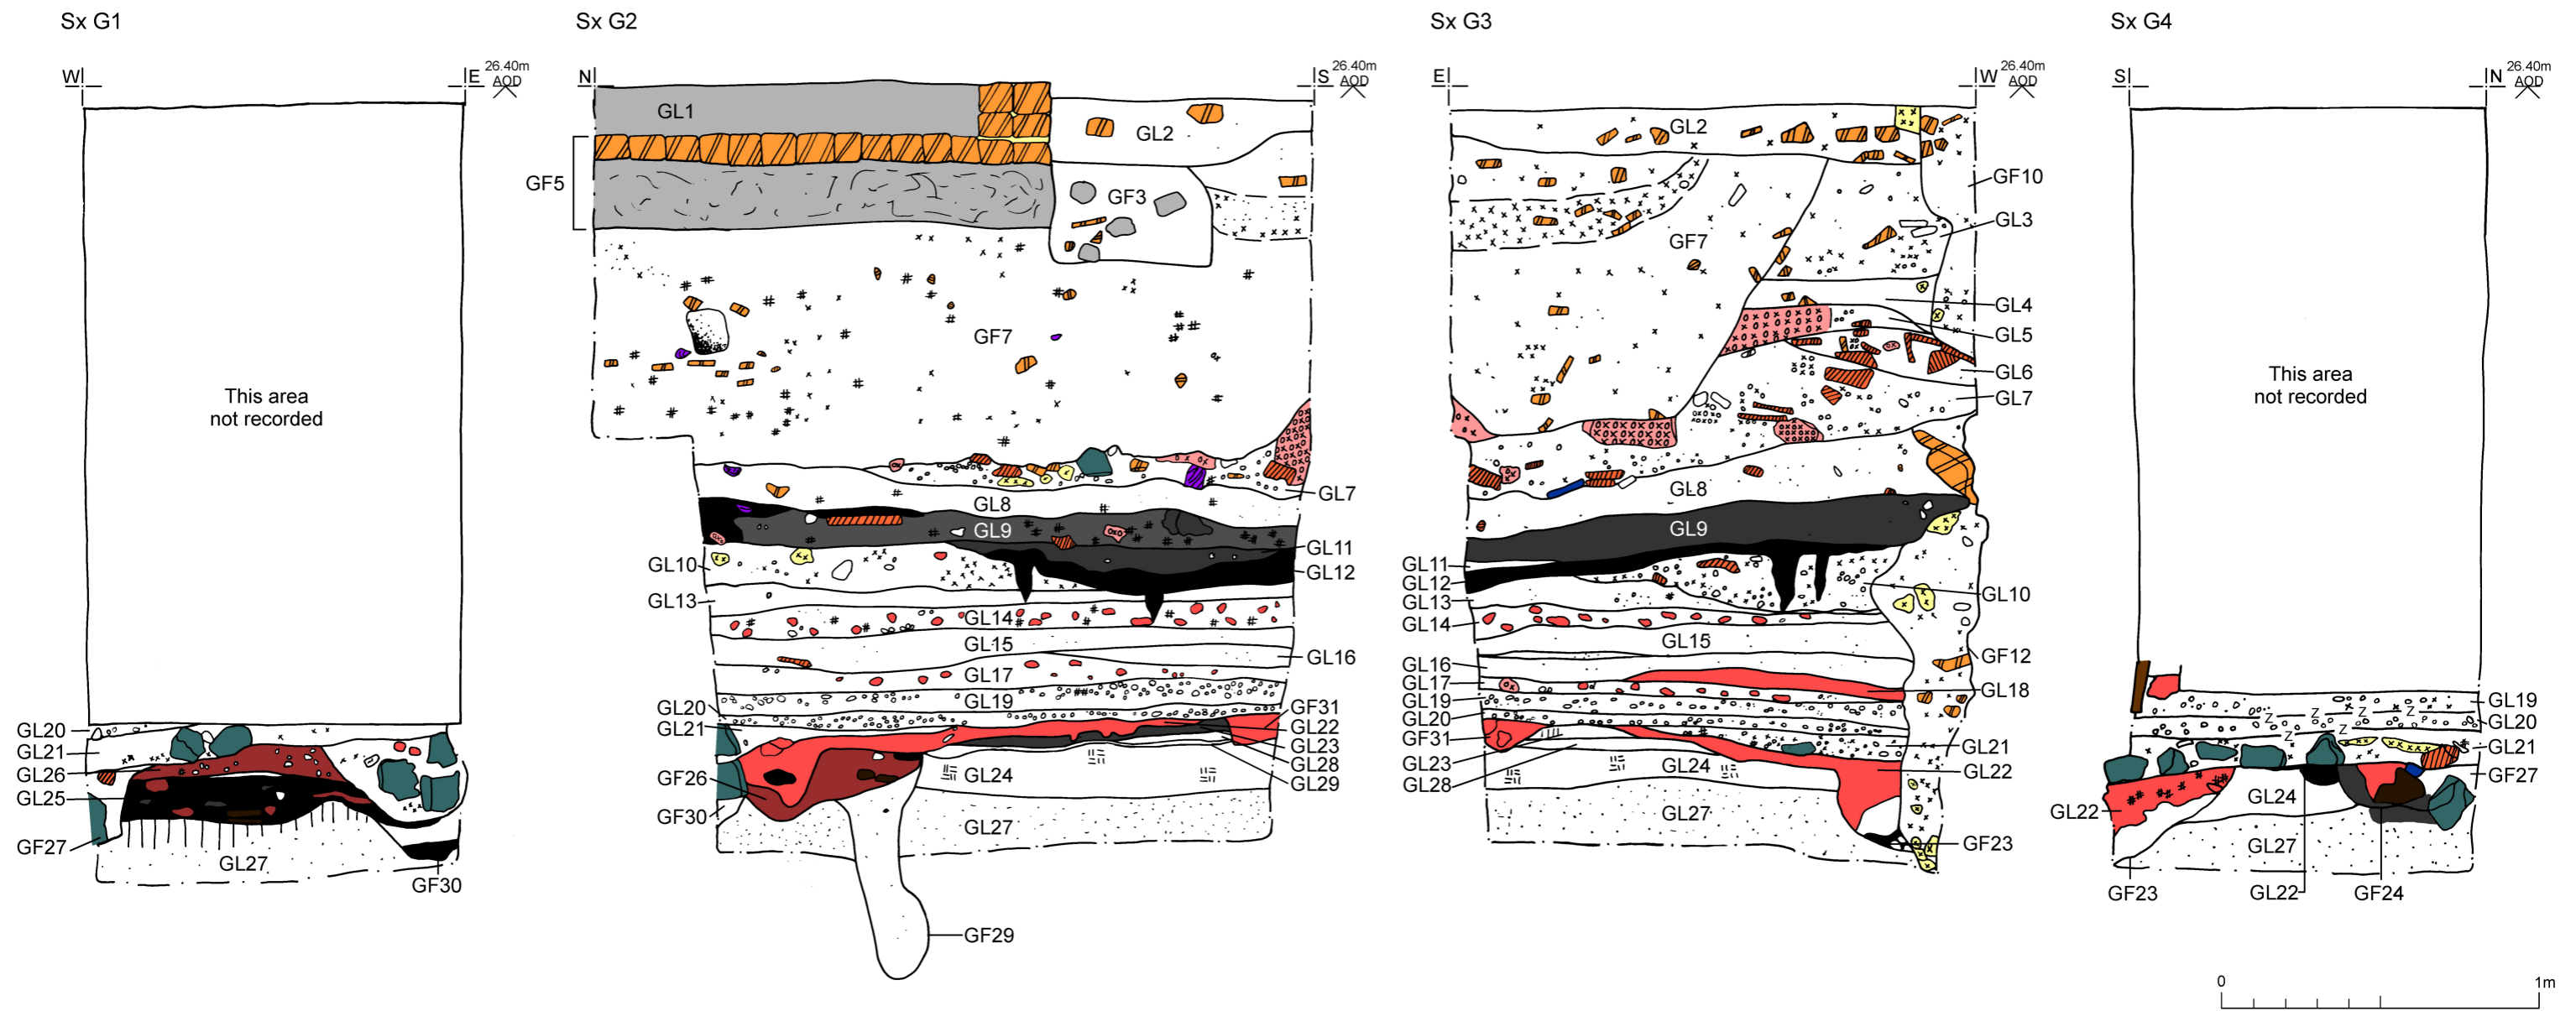 Sx G1
W
E
26.40m
AOD
This area
not recorded
GL20
GL21
GL26
GL25
GF27
GL27
GF30
Sx G2
N
S
26.40m
AOD
GL1
GL2
GF5
GF3
GF7
GL7
GL8
GL9
GL11
GL10
GL12
GL13
GL14
GL15
GL16
GL17
GL19
GL20
GF31
GL21
GL22
GL23
GL28
GF26
GL24
GL29
GF30
GL27
GF29
Sx G3
E
W
26.40m
AOD
GL2
GF10
GL3
GF7
GL4
GL5
GL6
GL7
GL8
GL9
GL11
GL12
GL10
GL13
GL14
GL15
GF12
GL16
GL17
GL18
GL19
GL20
GF31
GL21
GL23
GL24
GL22
GL28
GL27
GF23
Sx G4
S
N
26.40m
AOD
This area
not recorded
GL19
Z Z Z
GL20
Z Z
GL21
GF27
GL24
GL22
GL27
GF23
GL22
GF24
0
1m